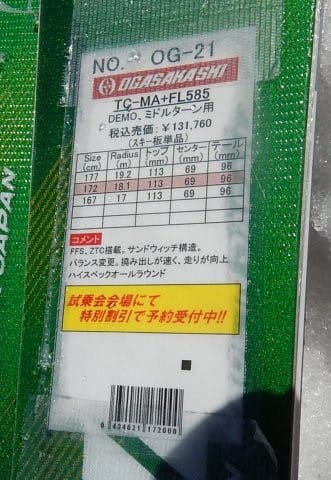 NO. OG-21
OGASAKA SKI
TC-MA+FL585
DEMO、ミドルターン用
税込売価：￥131,760
(スキー板単品)
Size(cm) Radius(m) トップ(mm) センター(mm) テール(mm)
177 19.2 113 69 96
172 18.1 113 69 96
167 17 113 69 96
コメント
FFS、ZTC搭載。サンドウィッチ構造。
バランス変更。撓み出しが速く、走りが向上
ハイスペックオールラウンド
試乗会会場にて
特別割引で予約受付中!!